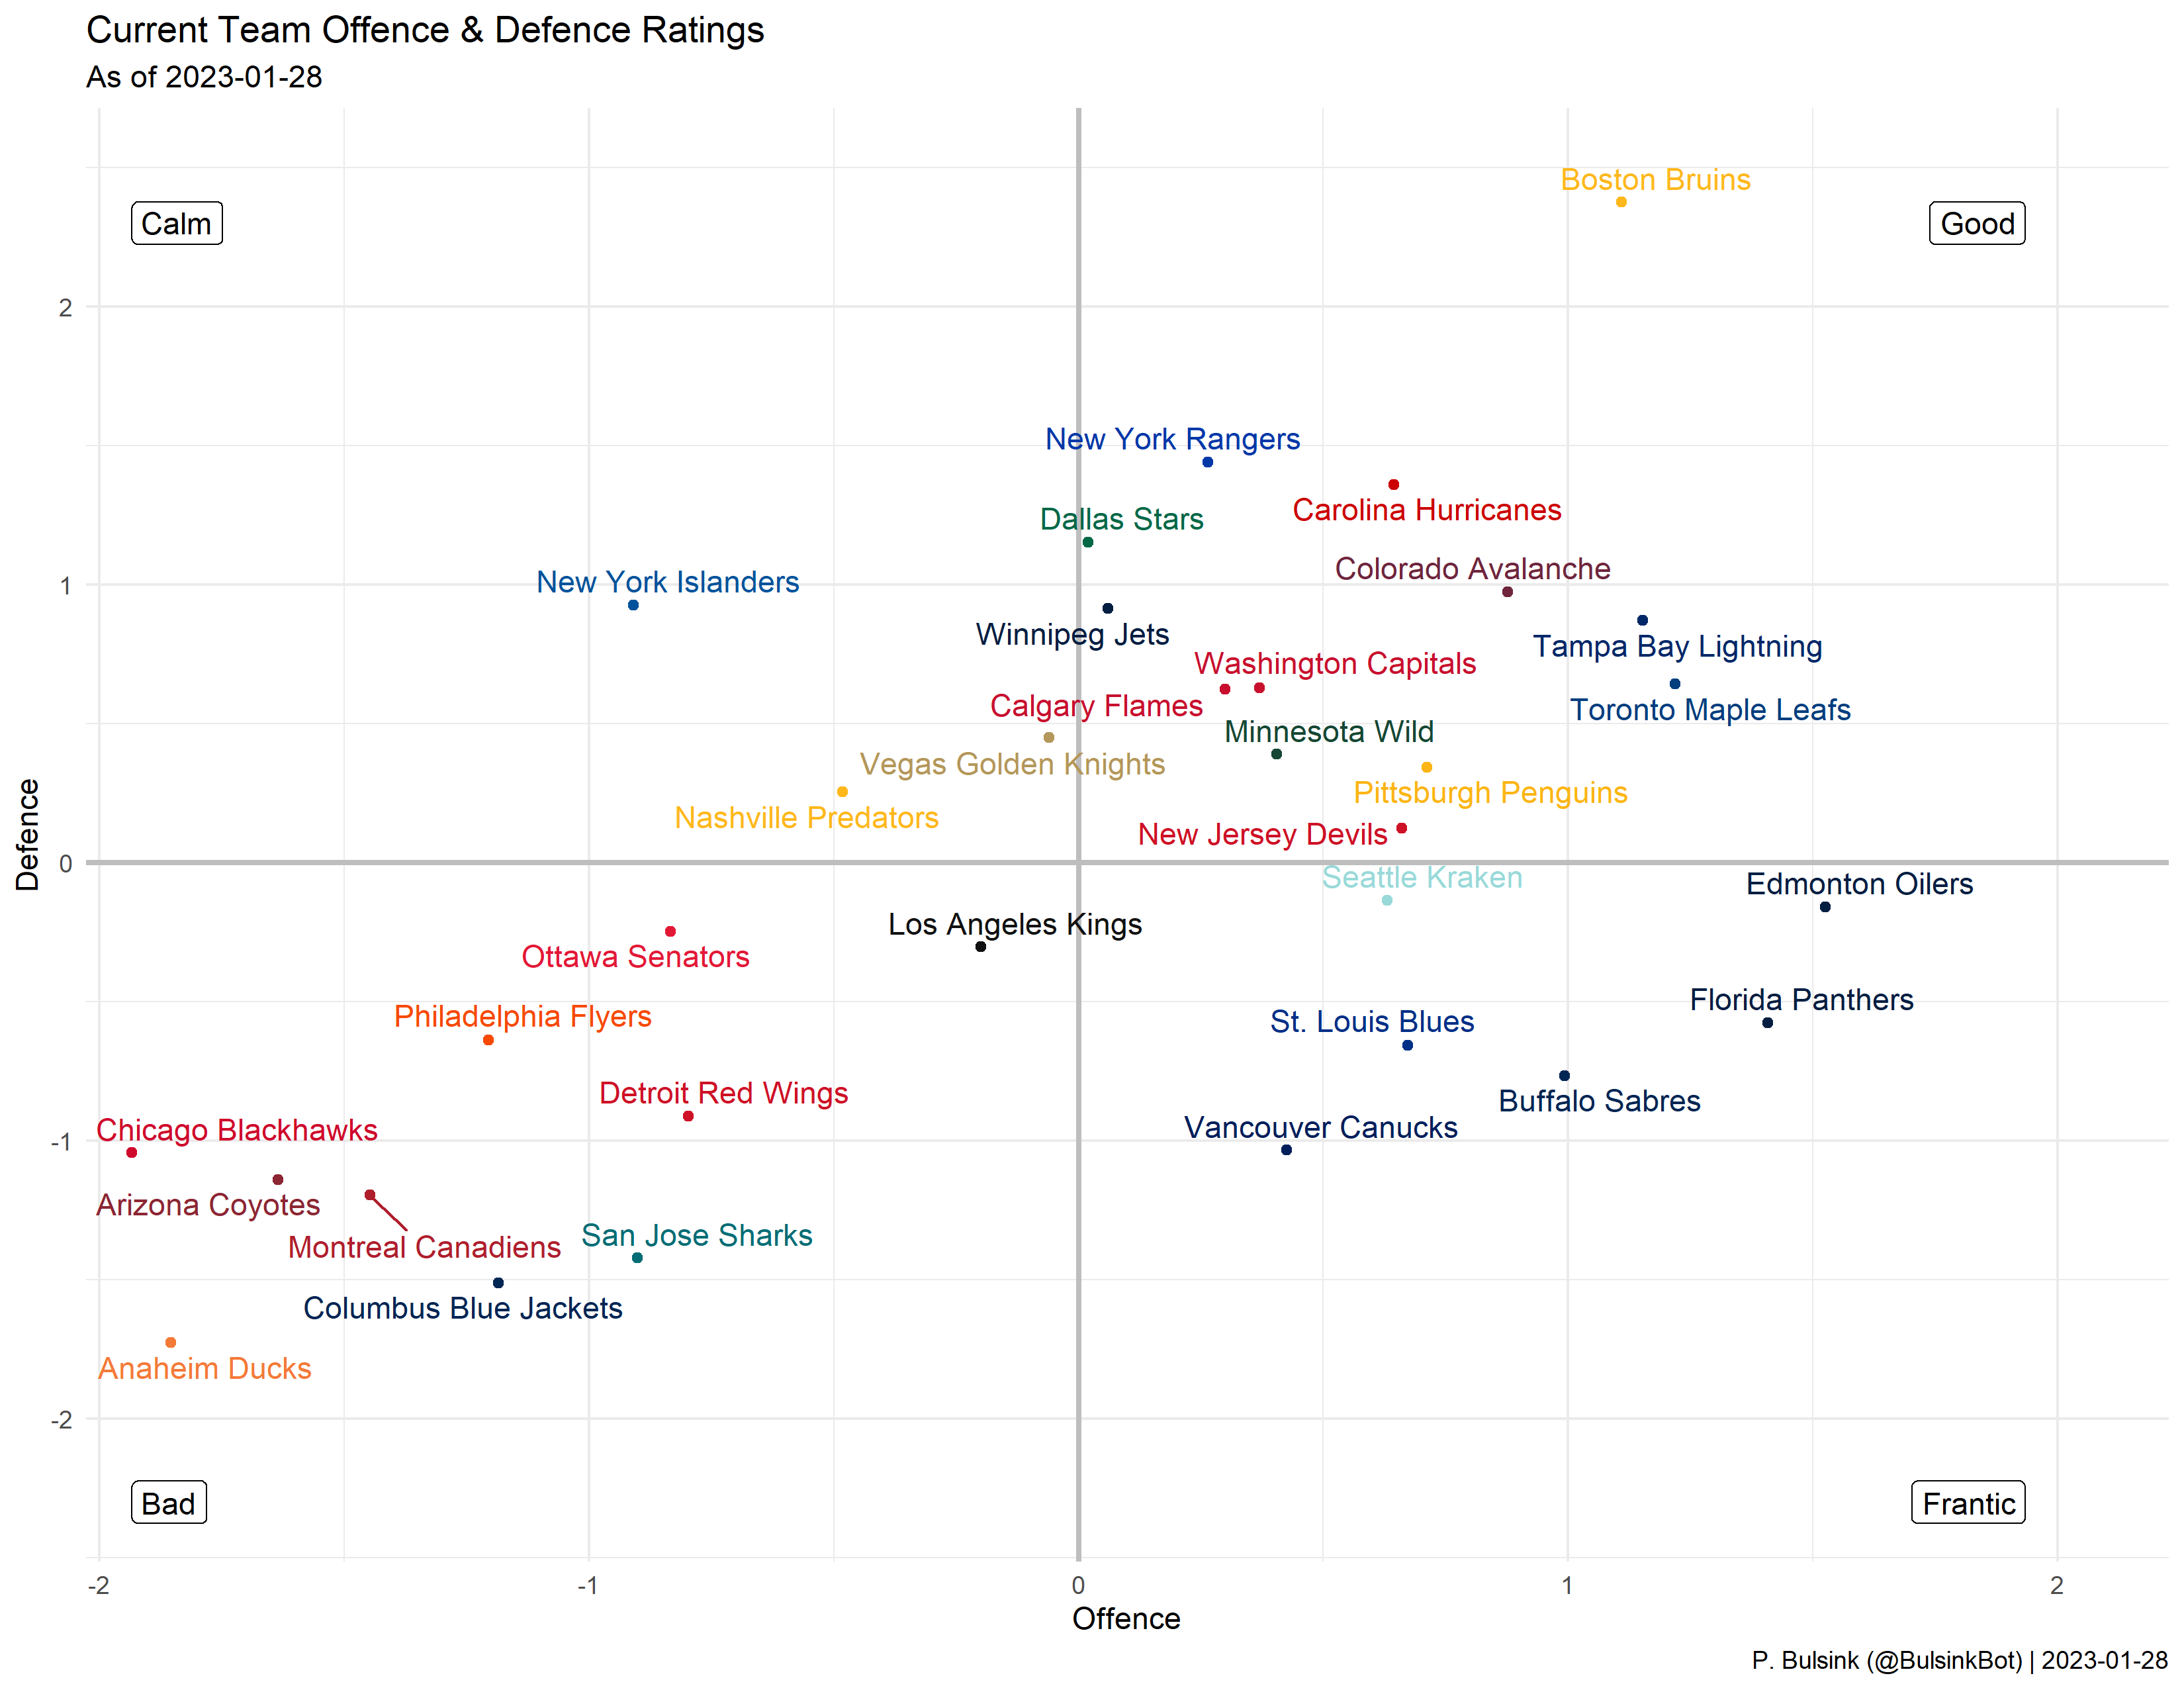 Current Team Offence & Defence Ratings
As of 2023-01-28
Boston Bruins
Calm
Good
2
New York Rangers
Carolina Hurricanes
Dallas Stars
Colorado Avalanche
New York Islanders
1
Winnipeg Jets
Tampa Bay Lightning
Washington Capitals
Calgary Flames
Toronto Maple Leafs
Minnesota Wild
Vegas Golden Knights
Pittsburgh Penguins
Nashville Predators
New Jersey Devils
Defence
0
Seattle Kraken
Edmonton Oilers
Los Angeles Kings
Ottawa Senators
Florida Panthers
Philadelphia Flyers
St. Louis Blues
Detroit Red Wings
Buffalo Sabres
Vancouver Canucks
Chicago Blackhawks
-1
Arizona Coyotes
San Jose Sharks
Montreal Canadiens
Columbus Blue Jackets
Anaheim Ducks
-2
Bad
Frantic
-2 -1 0 1 2
Offence
P. Bulsink (@BulsinkBot) | 2023-01-28